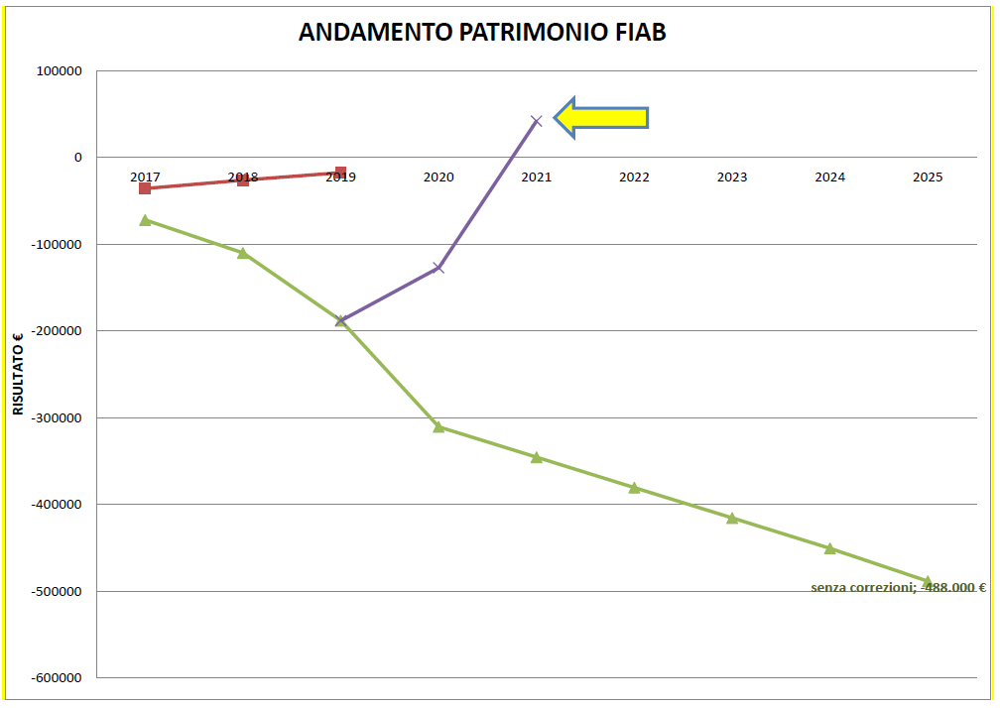 ANDAMENTO PATRIMONIO FIAB
100000
0
2017 2018 2019 2020 2021 2022 2023 2024 2025
-100000
-200000
RISULTATO €
-300000
-400000
-500000
senza correzioni; -488.000 €
-600000